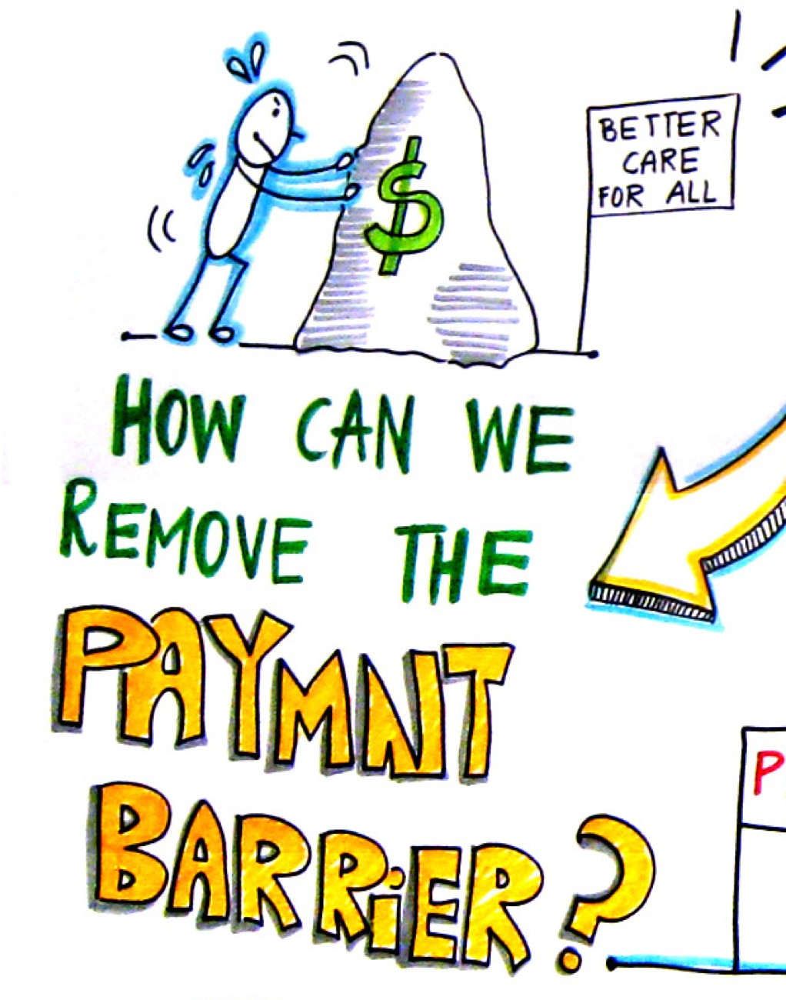 BETTER
CARE
FOR ALL
$
HOW CAN WE
REMOVE THE
PAYMNT
BARRiER?
P